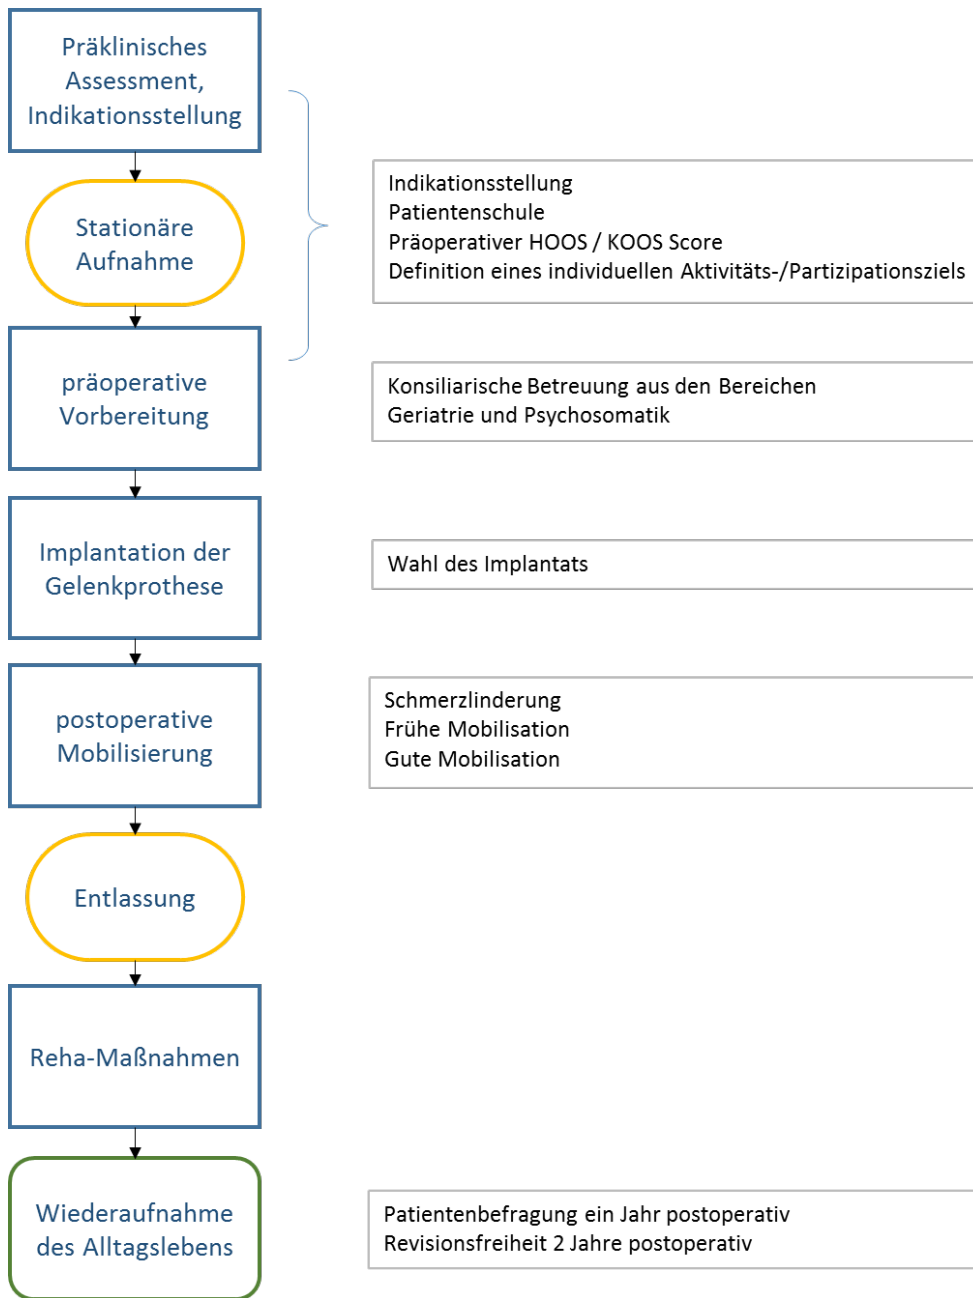 Präklinisches
Assessment,
Indikationsstellung
Stationäre
Aufnahme
Indikationsstellung
Patientenschule
Präoperativer HOOS / KOOS Score
Definition eines individuellen Aktivitäts-/Partizipationsziels
präoperative
Vorbereitung
Konsiliarische Betreuung aus den Bereichen
Geriatrie und Psychosomatik
Implantation der
Gelenkprothese
Wahl des Implantats
postoperative
Mobilisierung
Schmerzlinderung
Frühe Mobilisation
Gute Mobilisation
Entlassung
Reha-Maßnahmen
Wiederaufnahme
des Alltagslebens
Patientenbefragung ein Jahr postoperativ
Revisionsfreiheit 2 Jahre postoperativ